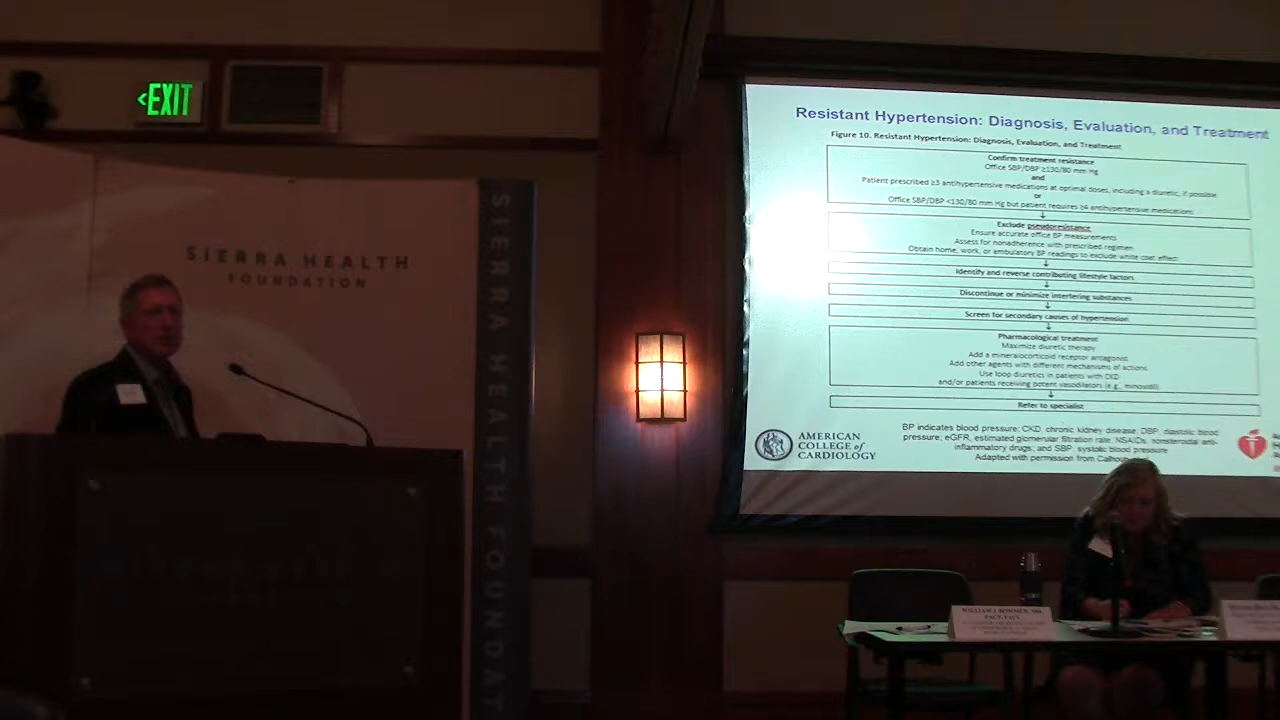 <EXIT
SIERRA HEALTH
FOUNDATION
SIERRA HEALTH FOUNDAT
Resistant Hypertension: Diagnosis, Evaluation, and Treatment
Figure 10. Resistant Hypertension: Diagnosis, Evaluation, and Treatment
Confirm treatment resistance
Office SBP/DBP ≥130/80 mm Hg
and
Patient prescribed ≥3 antihypertensive medications at optimal doses, including a diuretic, if possible
or
Office SBP/DBP <130/80 mm Hg but patient requires ≥4 antihypertensive medications
Exclude pseudoresistance
Ensure accurate office BP measurements
Assess for nonadherence with prescribed regimen
Obtain home, work, or ambulatory BP readings to exclude white coat effect
Identify and reverse contributing lifestyle factors
Discontinue or minimize interfering substances
Screen for secondary causes of hypertension
Pharmacological treatment
Maximize diuretic therapy
Add a mineralocorticoid receptor antagonist
Add other agents with different mechanisms of actions
Use loop diuretics in patients with CKD
and/or patients receiving potent vasodilators (e.g., minoxidil)
Refer to specialist
BP indicates blood pressure; CKD, chronic kidney disease; DBP, diastolic blood
pressure; eGFR, estimated glomerular filtration rate; NSAIDs, nonsteroidal anti-
inflammatory drugs; and SBP, systolic blood pressure
Adapted with permission from
AMERICAN
COLLEGE of
CARDIOLOGY